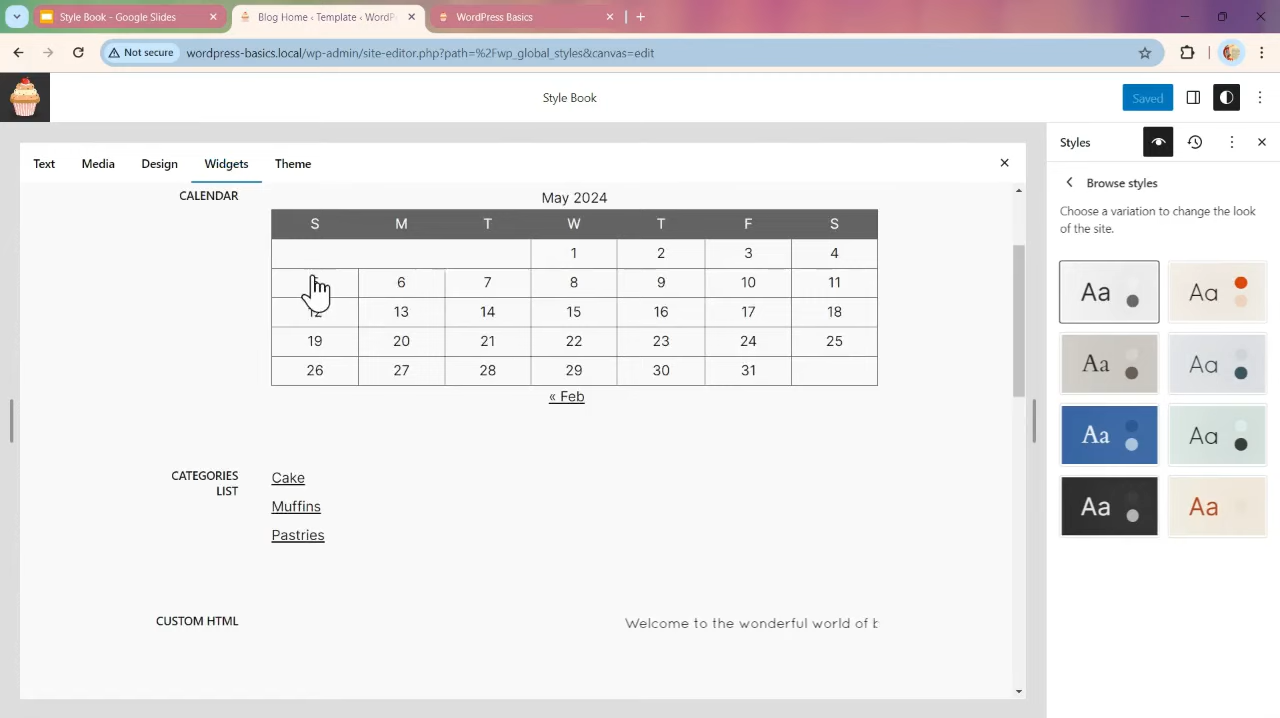 Style Book - Google Slides
Blog Home ‹ Template ‹ WordPr
WordPress Basics
Not secure
wordpress-basics.local/wp-admin/site-editor.php?path=%2Fwp_global_styles&canvas=edit
Style Book
Saved
Text Media Design Widgets Theme
CALENDAR
May 2024
S M T W T F S
1 2 3 4
6 7 8 9 10 11
12 13 14 15 16 17 18
19 20 21 22 23 24 25
26 27 28 29 30 31
« Feb
CATEGORIES
LIST
Cake
Muffins
Pastries
CUSTOM HTML
Welcome to the wonderful world of b
Styles
Browse styles
Choose a variation to change the look
of the site.
Aa Aa
Aa Aa
Aa Aa
Aa Aa